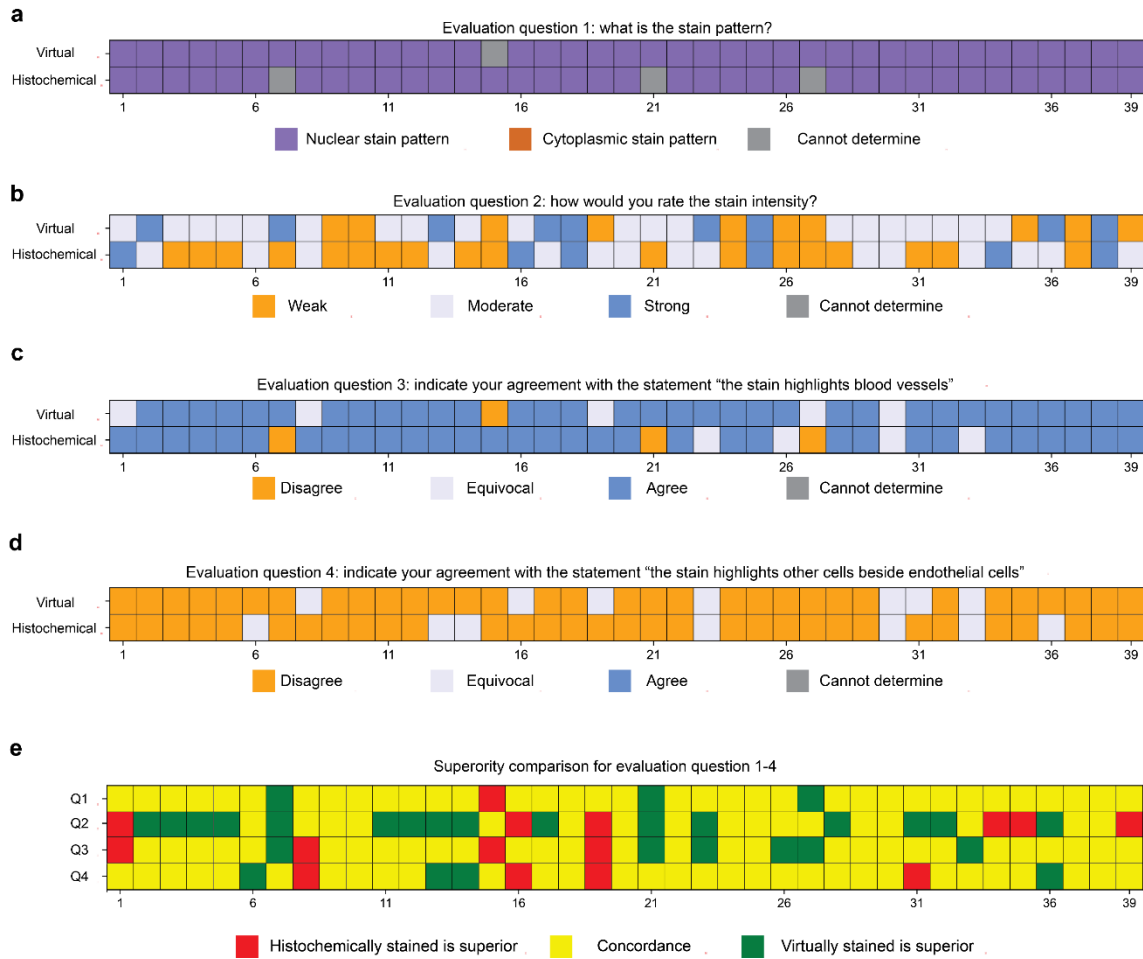 a
Evaluation question 1: what is the stain pattern?
Virtual
Histochemical
1 6 11 16 21 26 31 36 39
Nuclear stain pattern Cytoplasmic stain pattern Cannot determine
b
Evaluation question 2: how would you rate the stain intensity?
Virtual
Histochemical
1 6 11 16 21 26 31 36 39
Weak Moderate Strong Cannot determine
c
Evaluation question 3: indicate your agreement with the statement “the stain highlights blood vessels”
Virtual
Histochemical
1 6 11 16 21 26 31 36 39
Disagree Equivocal Agree Cannot determine
d
Evaluation question 4: indicate your agreement with the statement “the stain highlights other cells beside endothelial cells”
Virtual
Histochemical
1 6 11 16 21 26 31 36 39
Disagree Equivocal Agree Cannot determine
e
Superority comparison for evaluation question 1-4
Q1
Q2
Q3
Q4
1 6 11 16 21 26 31 36 39
Histochemically stained is superior Concordance Virtually stained is superior